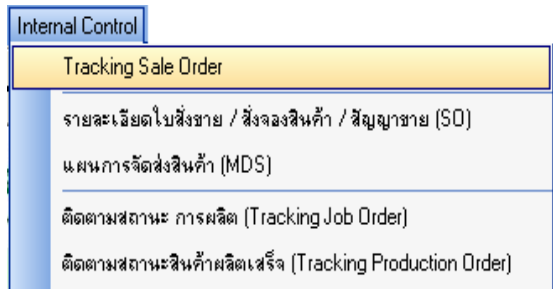 Internal Control
Tracking Sale Order
รายละเอียดใบสั่งขาย / สั่งจองสินค้า / สัญญาขาย (SO)
แผนการจัดส่งสินค้า (MDS)
ติดตามสถานะ การผลิต (Tracking Job Order)
ติดตามสถานะสินค้าผลิตเสร็จ (Tracking Production Order)